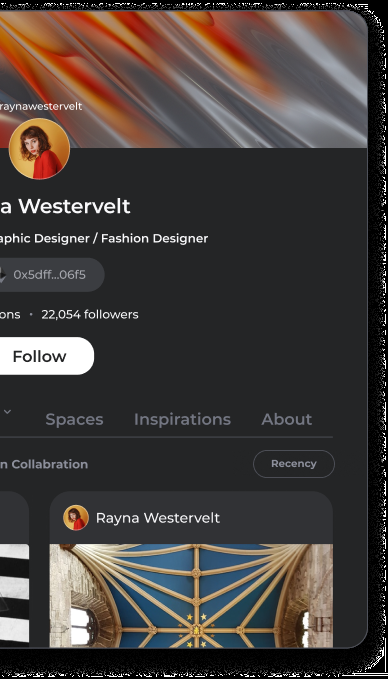 raynawestervelt
a Westervelt
aphic Designer / Fashion Designer
0x5dff...06f5
ons • 22,054 followers
Follow
Spaces Inspirations About
n Collabration
Recency
Rayna Westervelt